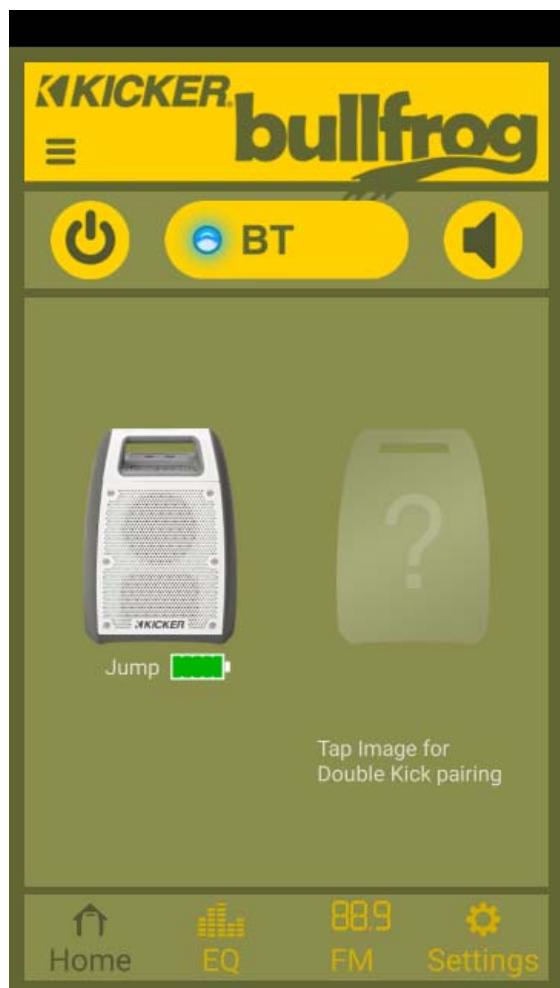 KICKER
bullfrog
BT
KICKER
Jump
?
Tap Image for
Double Kick pairing
88.9
Home
EQ
FM
Settings